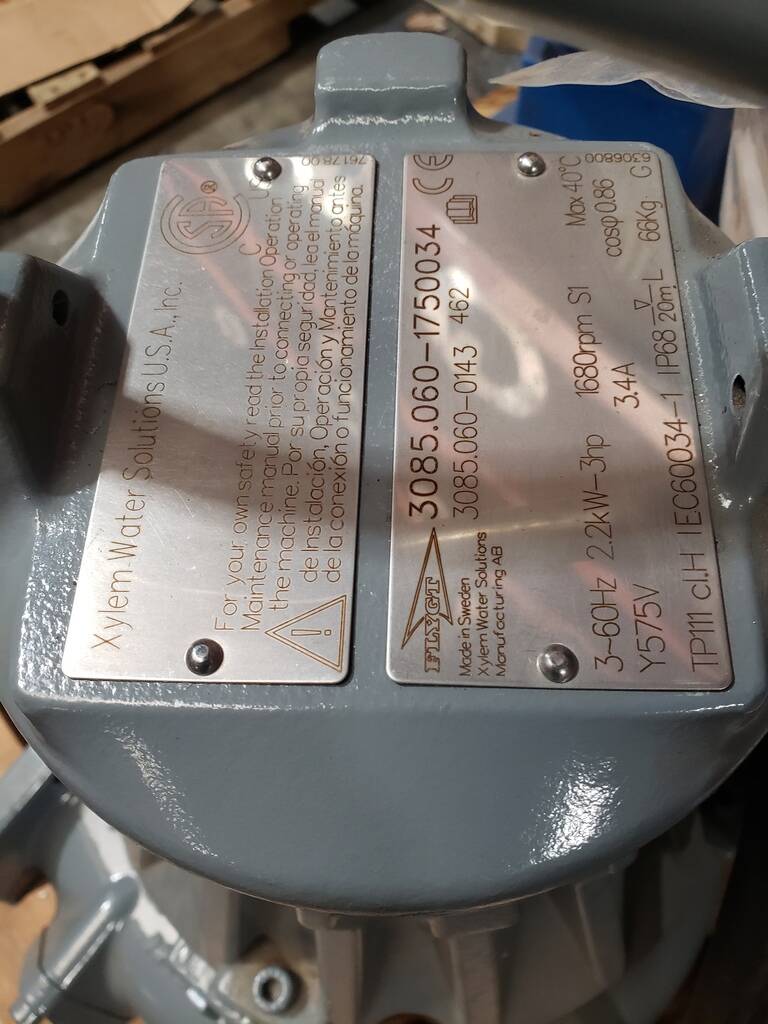 Xylem Water Solutions U.S.A., Inc.
CSA®
C US
For your own safety read the Installation Operation
Maintenance manual prior to connecting or operating
the machine. Por su propia seguridad, lea el manual
de Instalación, Operación y Mantenimiento antes
de la conexión o funcionamiento de la máquina.
761 78 00
FLYGT
3085.060-1750034
3085.060-0143 462
CE
Made in Sweden
Xylem Water Solutions
Manufacturing AB
3~60Hz 2.2kW-3hp 1680rpm S1 Max 40°C
Y575V 3.4A cosφ 0.86
TP111 cl.H IEC60034-1 IP68 ∇ 20m L 66Kg G
6306800